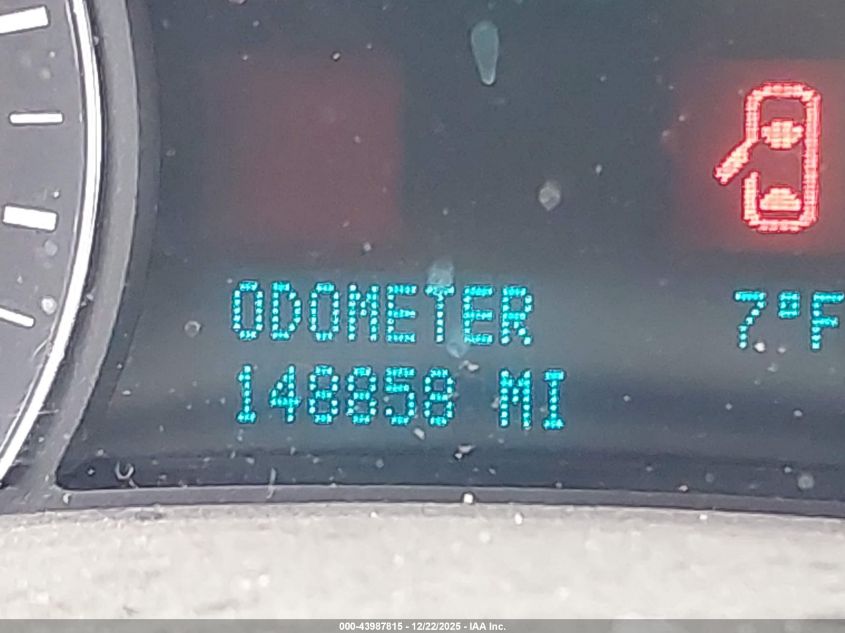 ODOMETER
7°F
148858 MI
000-43987815 - 12/22/2025 - IAA Inc.